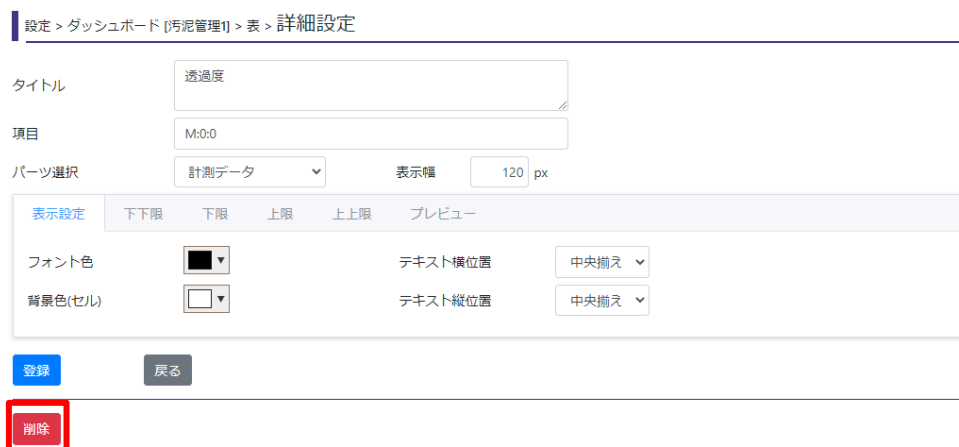 設定 > ダッシュボード [汚泥管理1] > 表 > 詳細設定
タイトル 透過度
項目 M:0:0
パーツ選択 計測データ 表示幅 120 px
表示設定 下下限 下限 上限 上上限 プレビュー
フォント色 テキスト横位置 中央揃え
背景色(セル) テキスト縦位置 中央揃え
登録 戻る
削除